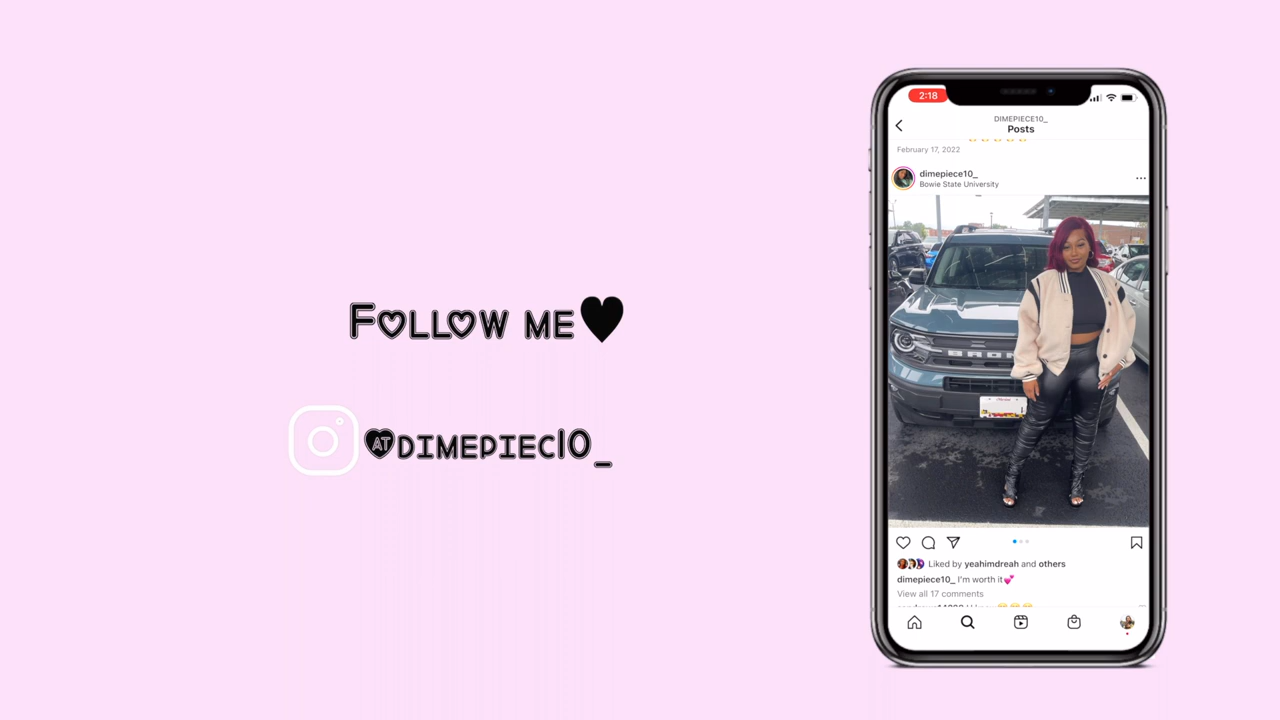 Follow me♥
@dimepiec10_
2:18
DIMEPIECE10_
Posts
February 17, 2022
dimepiece10_
Bowie State University
BRON
Liked by yeahimdreah and others
dimepiece10_ I'm worth it💕
View all 17 comments